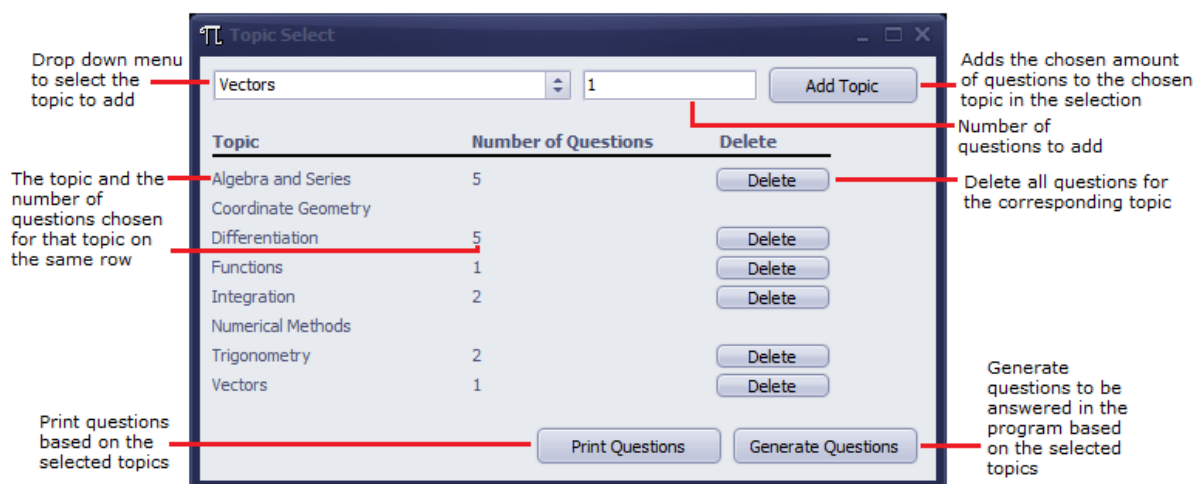 Topic Select
Drop down menu
to select the
topic to add
Vectors
1
Add Topic
Adds the chosen amount
of questions to the chosen
topic in the selection
Number of
questions to add
Topic Number of Questions Delete
The topic and the
number of
questions chosen
for that topic on
the same row
Algebra and Series 5 Delete
Delete all questions for
the corresponding topic
Coordinate Geometry
Differentiation 5 Delete
Functions 1 Delete
Integration 2 Delete
Numerical Methods
Trigonometry 2 Delete
Vectors 1 Delete
Print questions
based on the
selected topics
Print Questions
Generate Questions
Generate
questions to be
answered in the
program based
on the selected
topics